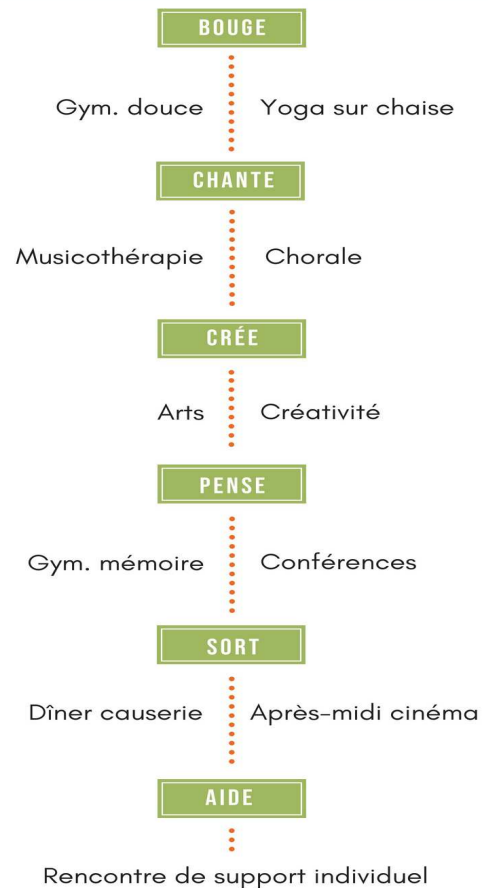 BOUGE
Gym. douce Yoga sur chaise
CHANTE
Musicothérapie Chorale
CRÉE
Arts Créativité
PENSE
Gym. mémoire Conférences
SORT
Dîner causerie Après-midi cinéma
AIDE
Rencontre de support individuel